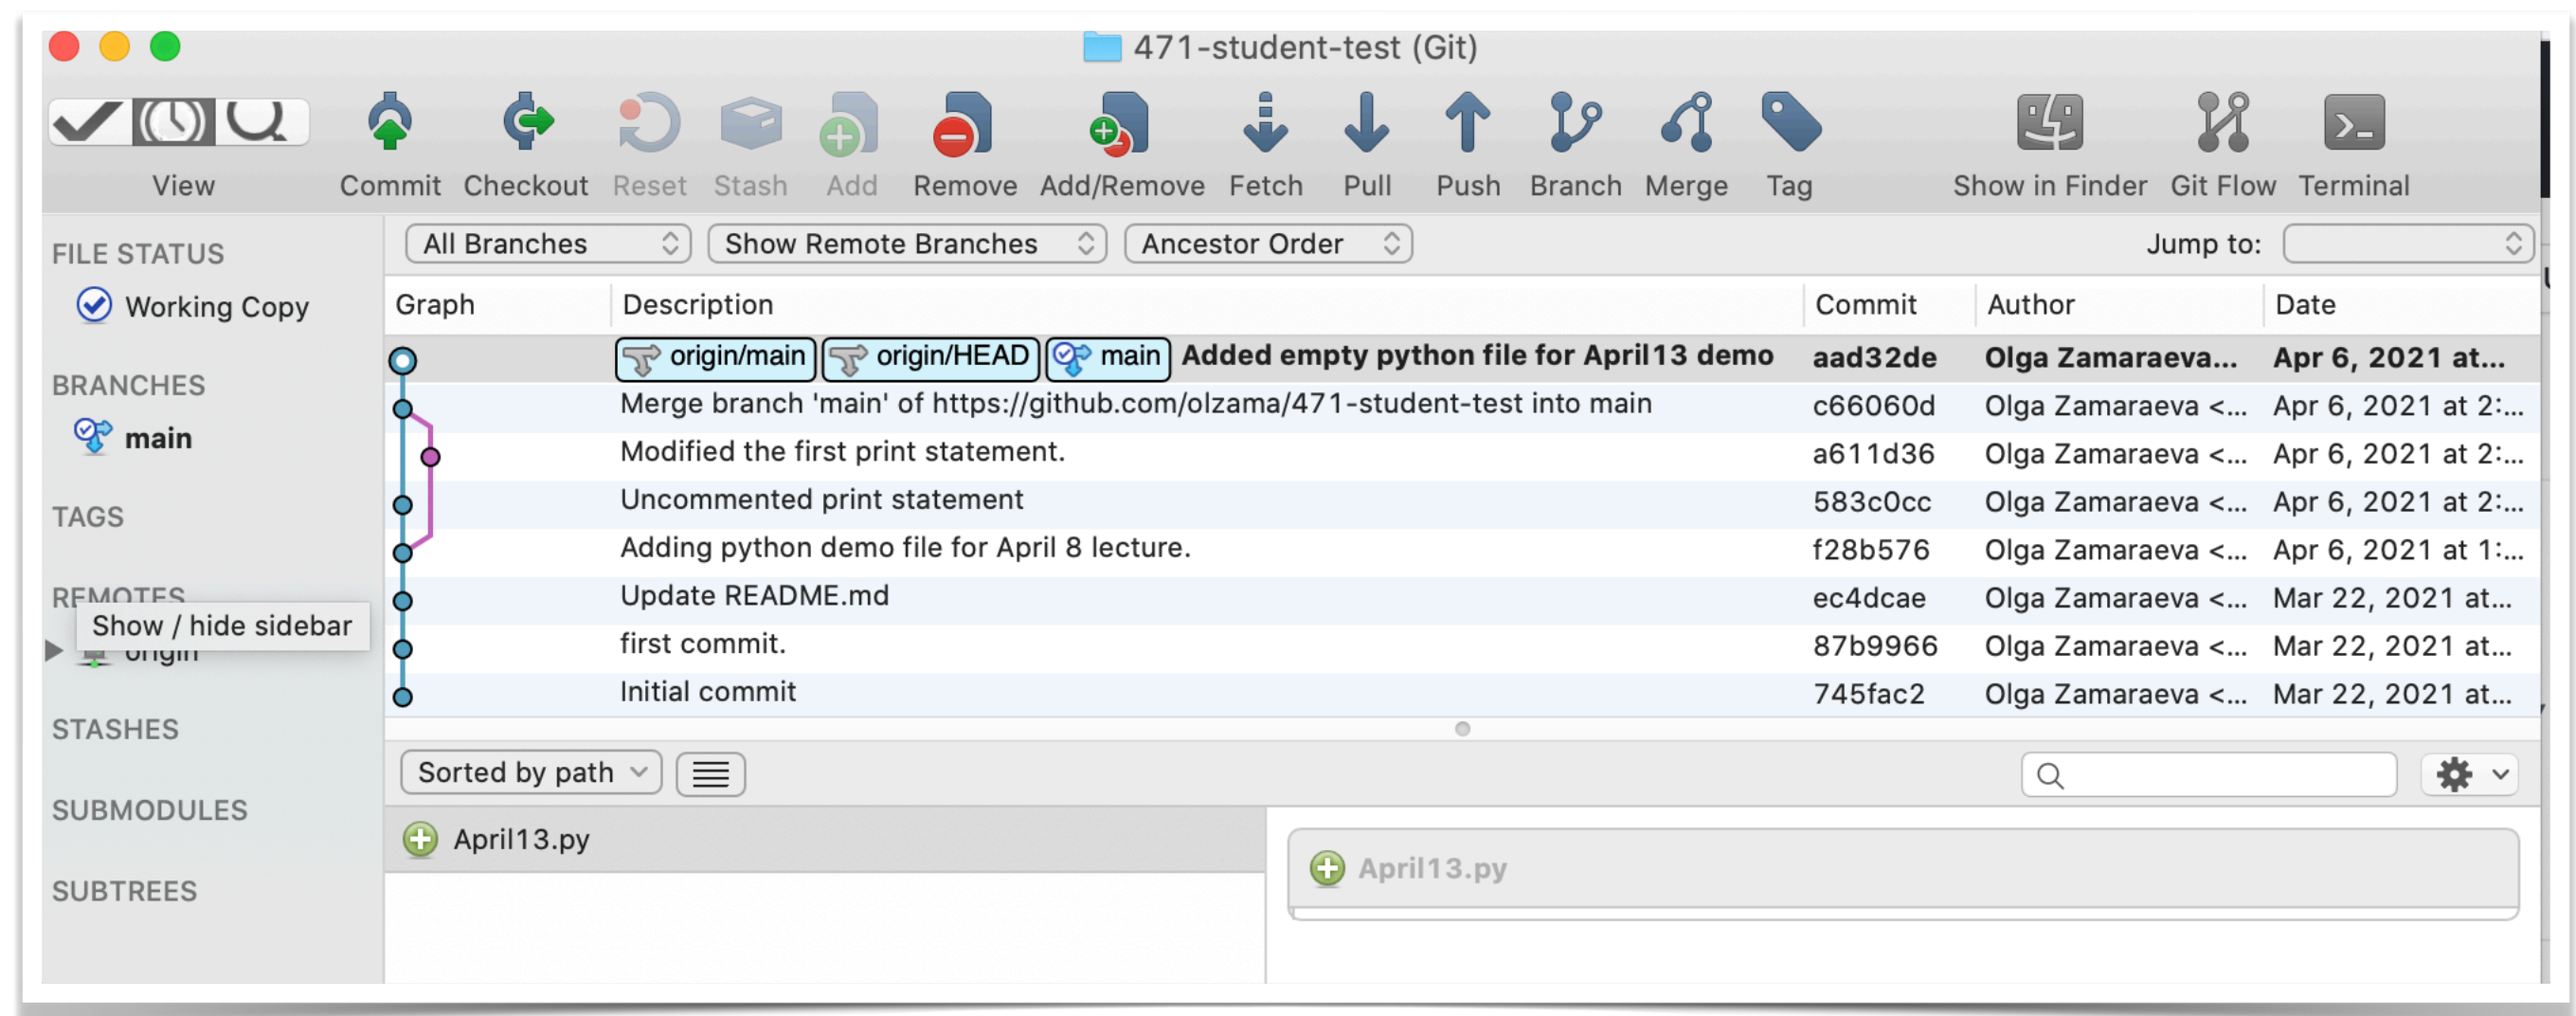 471-student-test (Git)
View Commit Checkout Reset Stash Add Remove Add/Remove Fetch Pull Push Branch Merge Tag Show in Finder Git Flow Terminal
FILE STATUS
Working Copy
BRANCHES
main
TAGS
REMOTES
Show / hide sidebar
origin
STASHES
SUBMODULES
SUBTREES
All Branches Show Remote Branches Ancestor Order Jump to:
Graph Description Commit Author Date
origin/main origin/HEAD main Added empty python file for April13 demo aad32de Olga Zamaraeva... Apr 6, 2021 at...
Merge branch 'main' of https://github.com/olzama/471-student-test into main c66060d Olga Zamaraeva <... Apr 6, 2021 at 2:...
Modified the first print statement. a611d36 Olga Zamaraeva <... Apr 6, 2021 at 2:...
Uncommented print statement 583c0cc Olga Zamaraeva <... Apr 6, 2021 at 2:...
Adding python demo file for April 8 lecture. f28b576 Olga Zamaraeva <... Apr 6, 2021 at 1:...
Update README.md ec4dcae Olga Zamaraeva <... Mar 22, 2021 at...
first commit. 87b9966 Olga Zamaraeva <... Mar 22, 2021 at...
Initial commit 745fac2 Olga Zamaraeva <... Mar 22, 2021 at...
Sorted by path
April13.py
April13.py